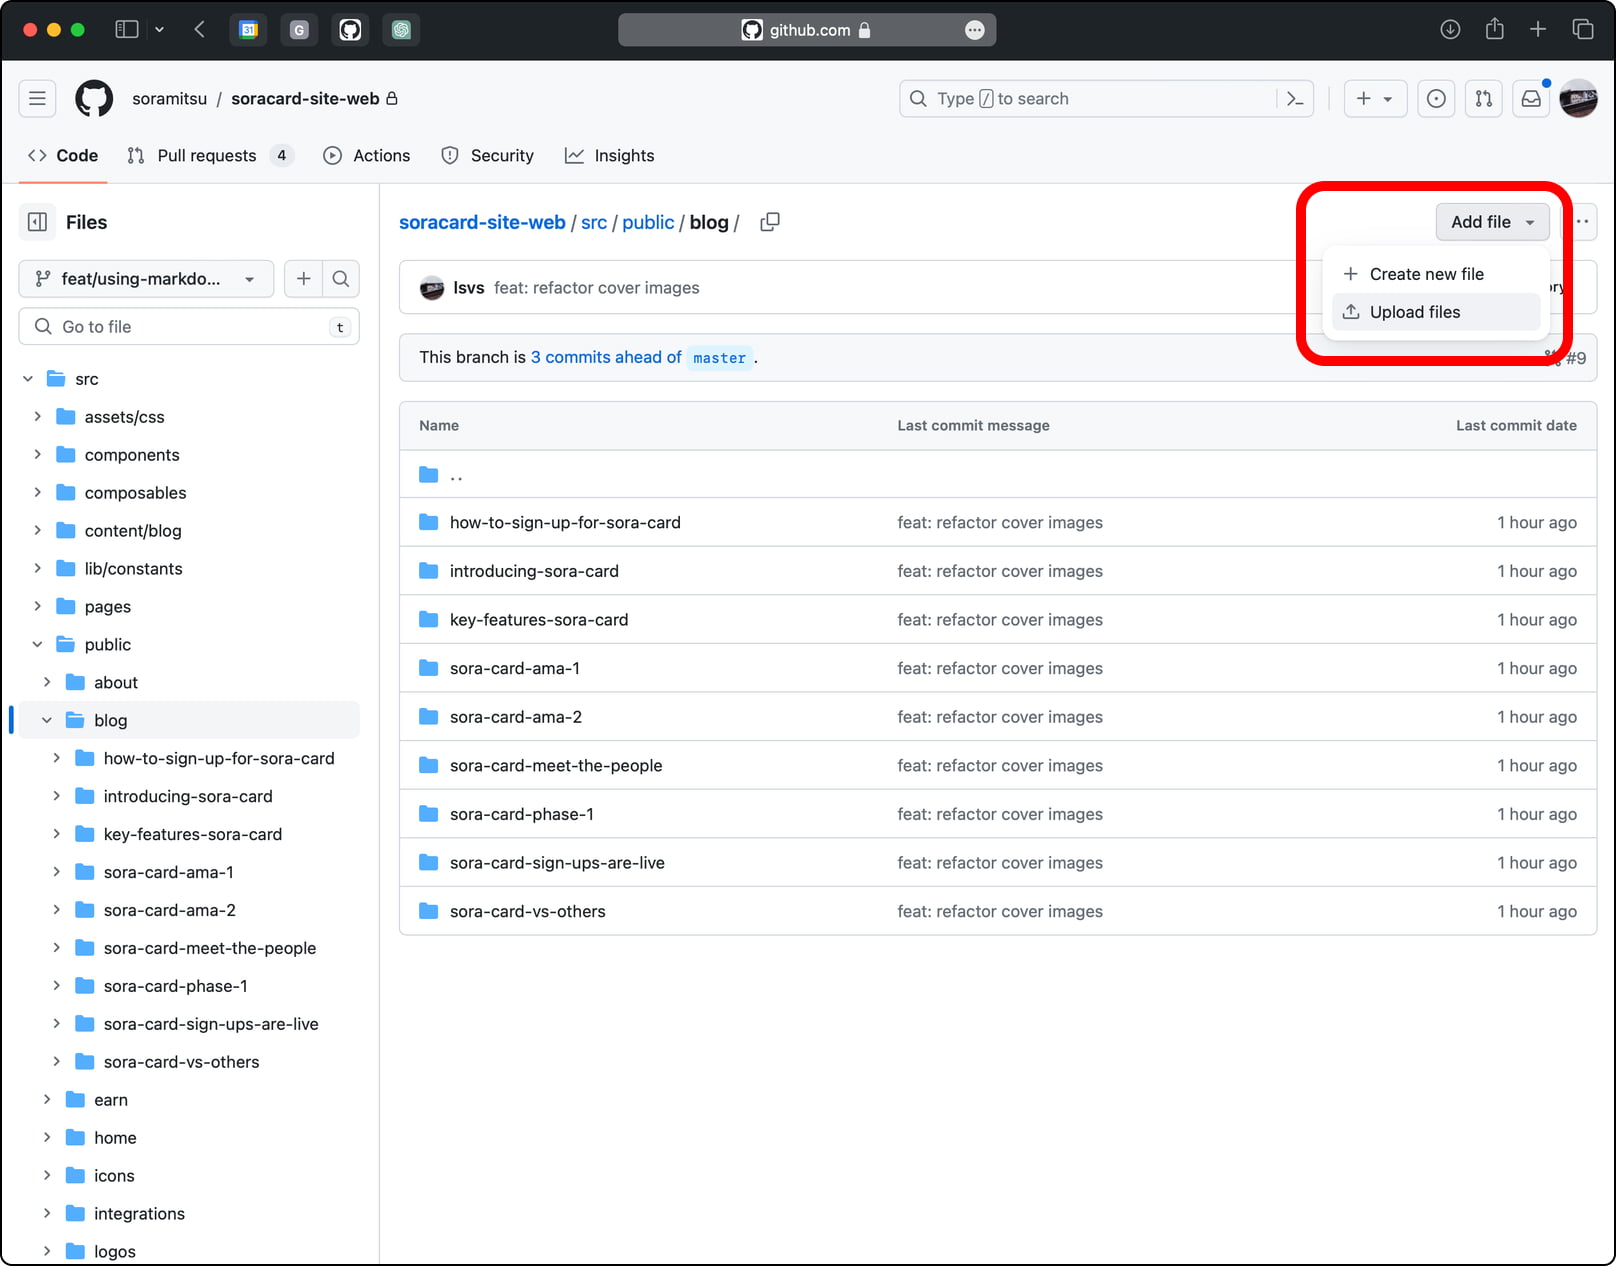 31 G github.com
soramitsu / soracard-site-web
Type / to search
Code Pull requests 4 Actions Security Insights
Files
feat/using-markdo...
Go to file t
src
assets/css
components
composables
content/blog
lib/constants
pages
public
about
blog
how-to-sign-up-for-sora-card
introducing-sora-card
key-features-sora-card
sora-card-ama-1
sora-card-ama-2
sora-card-meet-the-people
sora-card-phase-1
sora-card-sign-ups-are-live
sora-card-vs-others
earn
home
icons
integrations
logos
soracard-site-web / src / public / blog /
Add file
Create new file
Upload files
lsvs feat: refactor cover images
This branch is 3 commits ahead of master .
#9
Name Last commit message Last commit date
..
how-to-sign-up-for-sora-card feat: refactor cover images 1 hour ago
introducing-sora-card feat: refactor cover images 1 hour ago
key-features-sora-card feat: refactor cover images 1 hour ago
sora-card-ama-1 feat: refactor cover images 1 hour ago
sora-card-ama-2 feat: refactor cover images 1 hour ago
sora-card-meet-the-people feat: refactor cover images 1 hour ago
sora-card-phase-1 feat: refactor cover images 1 hour ago
sora-card-sign-ups-are-live feat: refactor cover images 1 hour ago
sora-card-vs-others feat: refactor cover images 1 hour ago